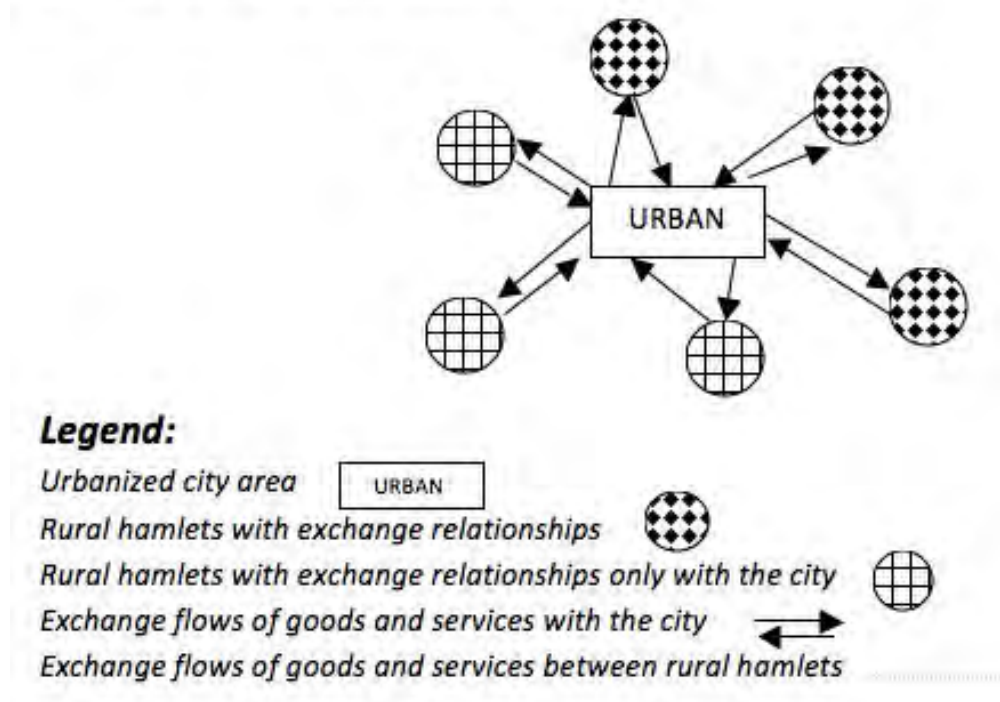 URBAN
Legend:
Urbanized city area
URBAN
Rural hamlets with exchange relationships
Rural hamlets with exchange relationships only with the city
Exchange flows of goods and services with the city
Exchange flows of goods and services between rural hamlets